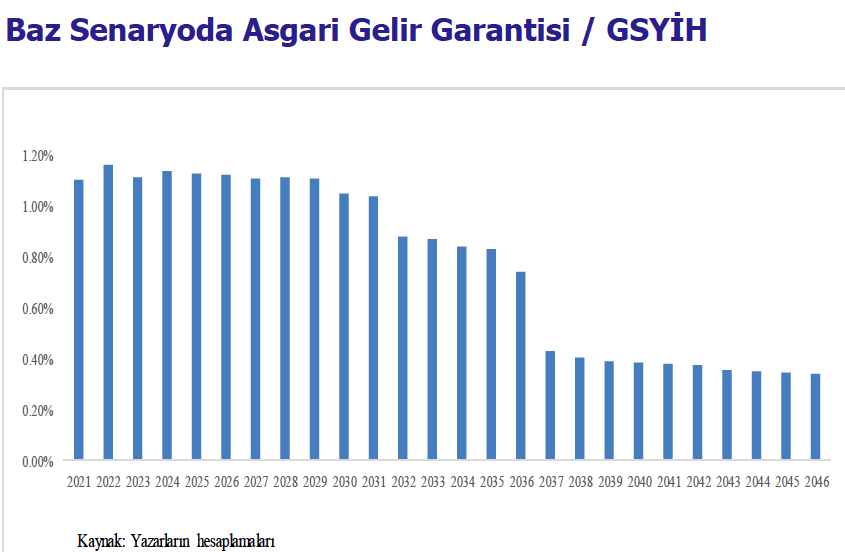 Baz Senaryoda Asgari Gelir Garantisi / GSYİH
1.20%
1.00%
0.80%
0.60%
0.40%
0.20%
0.00%
2021 2022 2023 2024 2025 2026 2027 2028 2029 2030 2031 2032 2033 2034 2035 2036 2037 2038 2039 2040 2041 2042 2043 2044 2045 2046
Kaynak: Yazarların hesaplamaları